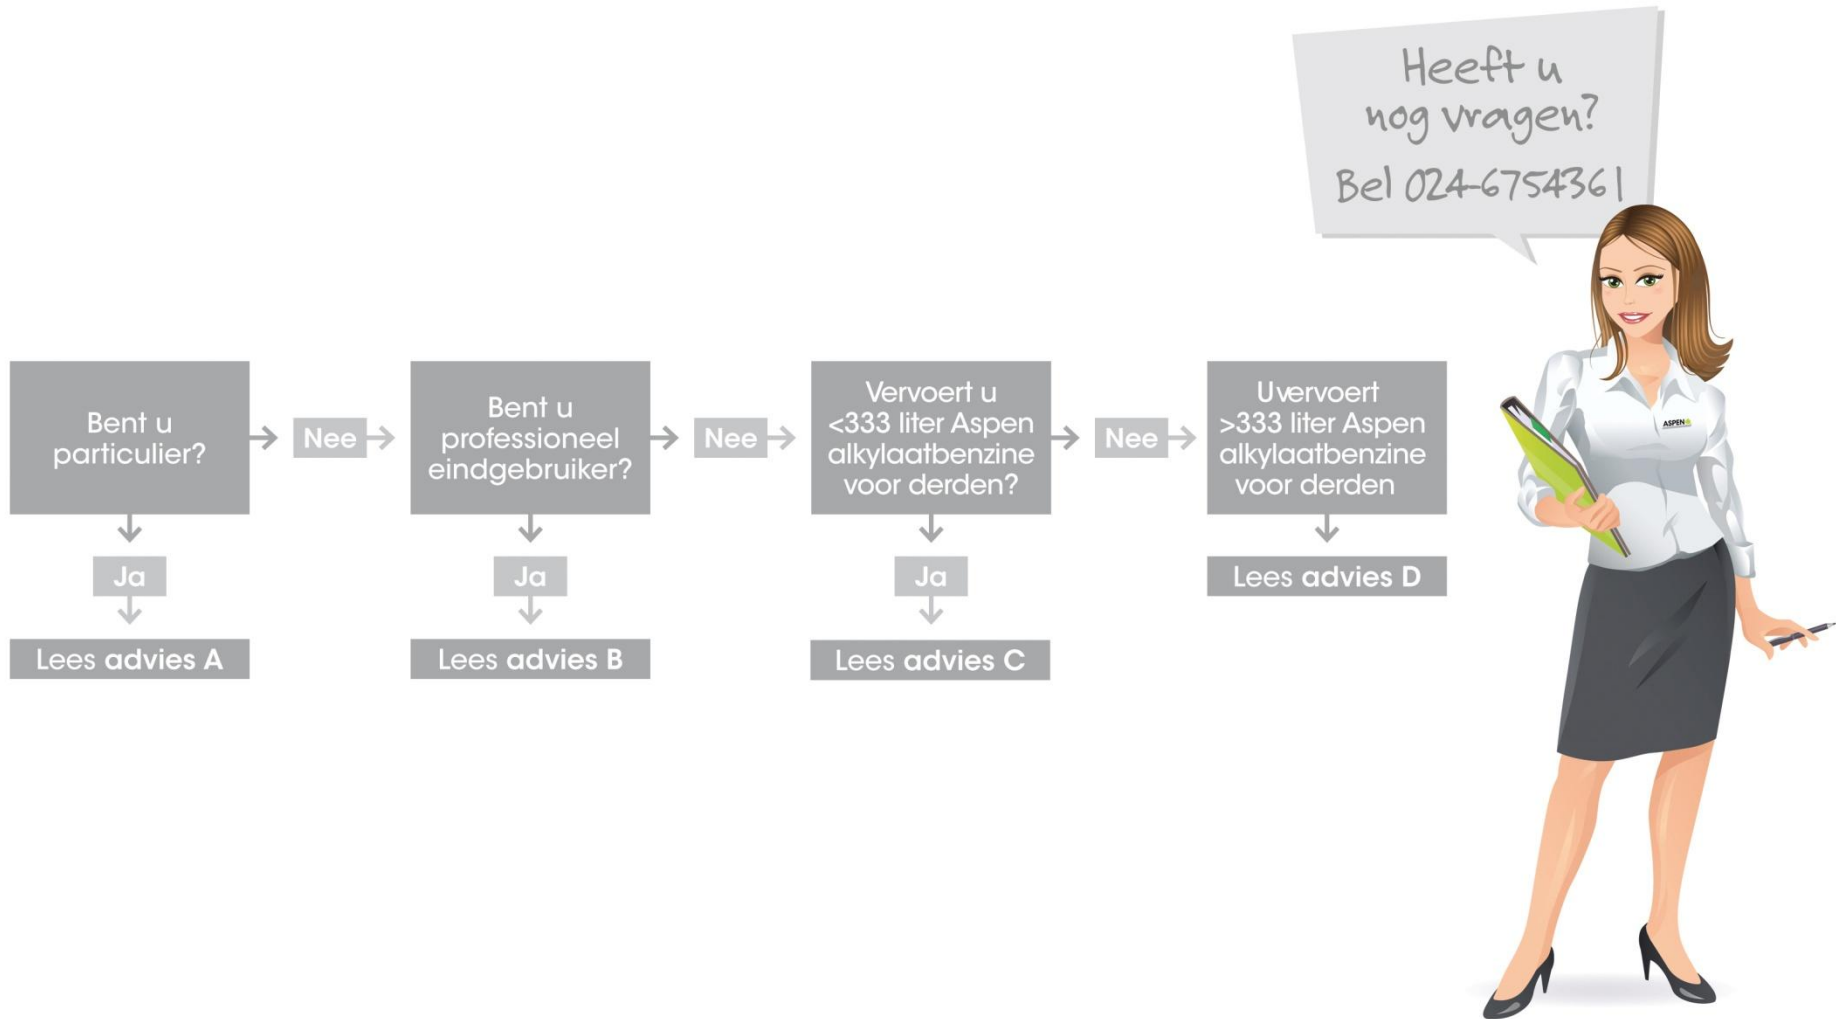 Heeft u
nog vragen?
Bel 024-6754361
Bent u
particulier?
Nee
Bent u
professioneel
eindgebruiker?
Nee
Vervoert u
<333 liter Aspen
alkylaatbenzine
voor derden?
Nee
U vervoert
>333 liter Aspen
alkylaatbenzine
voor derden
Ja
Ja
Ja
Lees advies D
Lees advies A
Lees advies B
Lees advies C
ASPEN